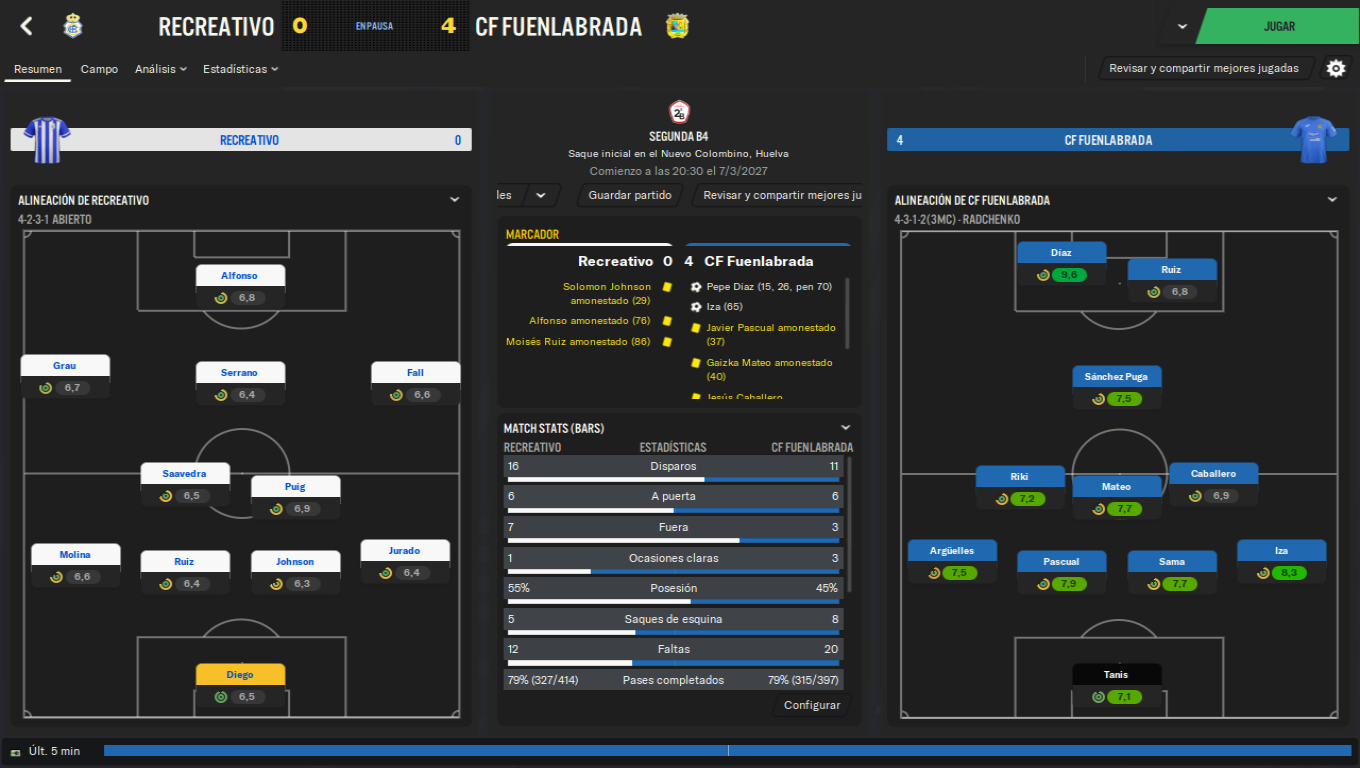 RECREATIVO
0
EN PAUSA
4
CF FUENLABRADA
JUGAR
Resumen
Campo
Análisis
Estadísticas
Revisar y compartir mejores jugadas
RECREATIVO
0
ALINEACIÓN DE RECREATIVO
4-2-3-1 ABIERTO
Alfonso
6,8
Grau
6,7
Serrano
6,4
Fall
6,6
Saavedra
6,5
Puig
6,9
Molina
6,6
Ruiz
6,4
Johnson
6,3
Jurado
6,4
Diego
6,5
2B
SEGUNDA B4
Saque inicial en el Nuevo Colombino, Huelva
Comienzo a las 20:30 el 7/3/2027
les
Guardar partido
Revisar y compartir mejores ju
MARCADOR
Recreativo 0 4 CF Fuenlabrada
Solomon Johnson
amonestado (29)
Alfonso amonestado (76)
Moisés Ruiz amonestado (86)
Pepe Díaz (15, 26, pen 70)
Iza (65)
Javier Pascual amonestado
(37)
Gaizka Mateo amonestado
(40)
Jesús Caballero
MATCH STATS (BARS)
RECREATIVO ESTADÍSTICAS CF FUENLABRADA
16 Disparos 11
6 A puerta 6
7 Fuera 3
1 Ocasiones claras 3
55% Posesión 45%
5 Saques de esquina 8
12 Faltas 20
79% (327/414) Pases completados 79% (315/397)
Configurar
4
CF FUENLABRADA
ALINEACIÓN DE CF FUENLABRADA
4-3-1-2(3MC) - RADCHENKO
Díaz
9,6
Ruiz
6,8
Sánchez Puga
7,5
Riki
7,2
Mateo
7,7
Caballero
6,9
Argüelles
7,5
Pascual
7,9
Sama
7,7
Iza
8,3
Tanis
7,1
Últ. 5 min